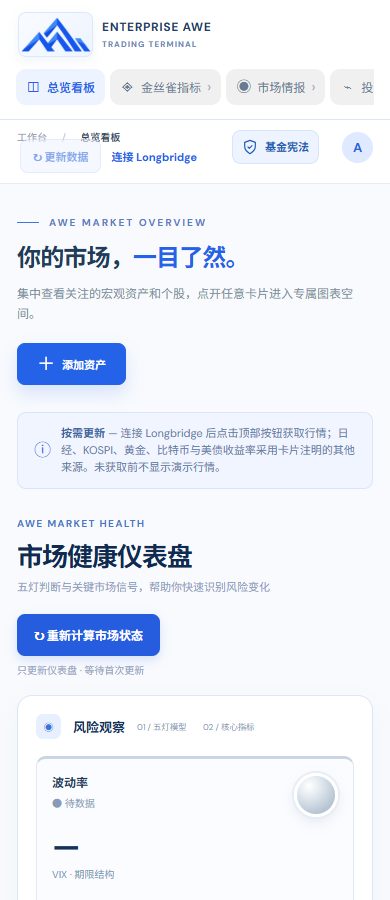 ENTERPRISE AWE
TRADING TERMINAL
总览看板
金丝雀指标 ›
市场情报 ›
投
工作台 / 总览看板
↻ 更新数据
连接 Longbridge
基金宪法
A
AWE MARKET OVERVIEW
你的市场，一目了然。
集中查看关注的宏观资产和个股，点开任意卡片进入专属图表空
间。
＋ 添加资产
按需更新 — 连接 Longbridge 后点击顶部按钮获取行情；日
经、KOSPI、黄金、比特币与美债收益率采用卡片注明的其他
来源。未获取前不显示演示行情。
AWE MARKET HEALTH
市场健康仪表盘
五灯判断与关键市场信号，帮助你快速识别风险变化
↻ 重新计算市场状态
只更新仪表盘 · 等待首次更新
风险观察
01 / 五灯模型
02 / 核心指标
波动率
待数据
—
VIX · 期限结构